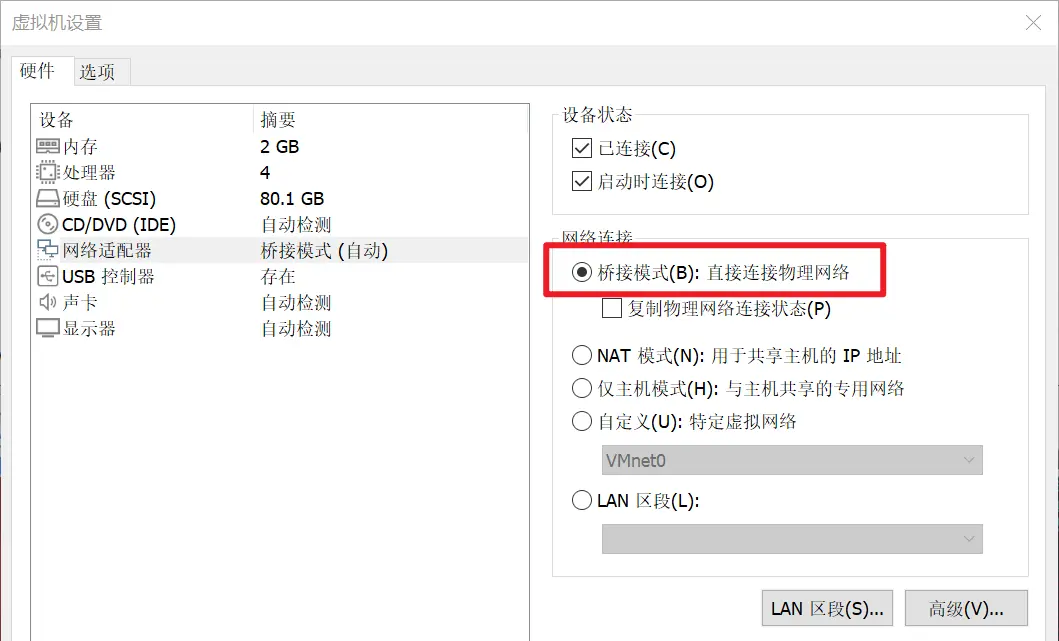 虚拟机设置
硬件 选项
设备 摘要
内存 2 GB
处理器 4
硬盘 (SCSI) 80.1 GB
CD/DVD (IDE) 自动检测
网络适配器 桥接模式 (自动)
USB 控制器 存在
声卡 自动检测
显示器 自动检测
设备状态
已连接(C)
启动时连接(O)
网络连接
桥接模式(B): 直接连接物理网络
复制物理网络连接状态(P)
NAT 模式(N): 用于共享主机的 IP 地址
仅主机模式(H): 与主机共享的专用网络
自定义(U): 特定虚拟网络
VMnet0
LAN 区段(L):
LAN 区段(S)... 高级(V)...